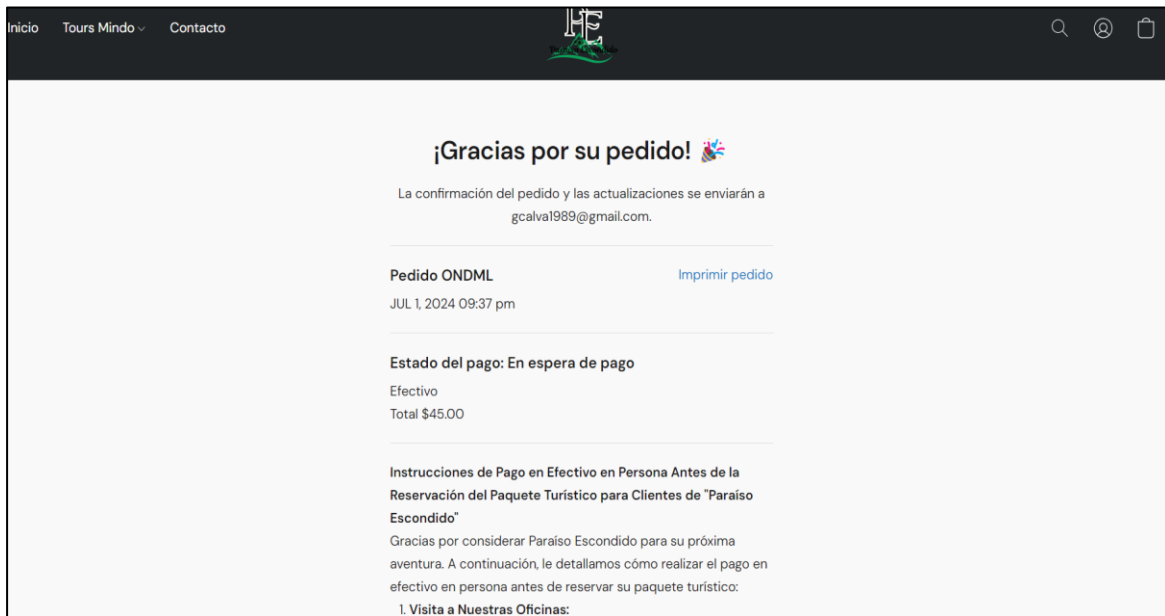 Inicio Tours Mindo Contacto
¡Gracias por su pedido!
La confirmación del pedido y las actualizaciones se enviarán a
gcalva1989@gmail.com.
Pedido ONDML Imprimir pedido
JUL 1, 2024 09:37 pm
Estado del pago: En espera de pago
Efectivo
Total $45.00
Instrucciones de Pago en Efectivo en Persona Antes de la
Reservación del Paquete Turístico para Clientes de "Paraíso
Escondido"
Gracias por considerar Paraíso Escondido para su próxima
aventura. A continuación, le detallamos cómo realizar el pago en
efectivo en persona antes de reservar su paquete turístico:
1. Visita a Nuestras Oficinas: